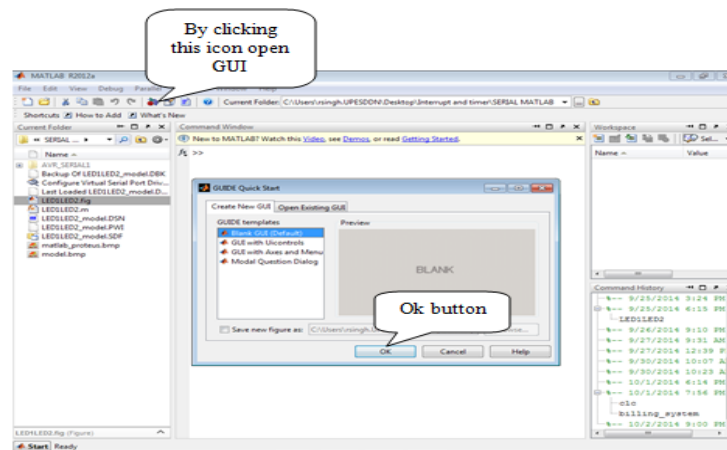 By clicking
this icon open
GUI
MATLAB R2012a
File Edit View Debug Parallel
Current Folder: C:\Users\rsingh.UPESDDN\Desktop\Interrupt and timer\SERIAL MATLAB
Shortcuts How to Add What's New
Current Folder
« SERIAL ...
Name
AVR_SERIAL1
Backup Of LED1LED2_model.DBK
Configure Virtual Serial Port Driv...
Last Loaded LED1LED2_model.D...
LED1LED2.fig
LED1LED2.m
LED1LED2_model.DSN
LED1LED2_model.PWI
LED1LED2_model.SDF
matlab_proteus.bmp
model.bmp
LED1LED2.fig (Figure)
Start Ready
Command Window
New to MATLAB? Watch this Video, see Demos, or read Getting Started.
fx >>
GUIDE Quick Start
Create New GUI Open Existing GUI
GUIDE templates
Blank GUI (Default)
GUI with Uicontrols
GUI with Axes and Menu
Modal Question Dialog
Preview
BLANK
Ok button
Save new figure as:
OK Cancel Help
Workspace
Sel...
Name Value
Command History
%-- 9/25/2014 3:24 PM
%-- 9/25/2014 6:15 PM
LED1LED2
%-- 9/26/2014 9:10 PM
%-- 9/27/2014 9:31 AM
%-- 9/27/2014 12:39 P
%-- 9/30/2014 10:07 A
%-- 9/30/2014 10:23 A
%-- 10/1/2014 6:14 PM
%-- 10/1/2014 7:56 PM
clc
billing_system
%-- 10/2/2014 9:00 PM